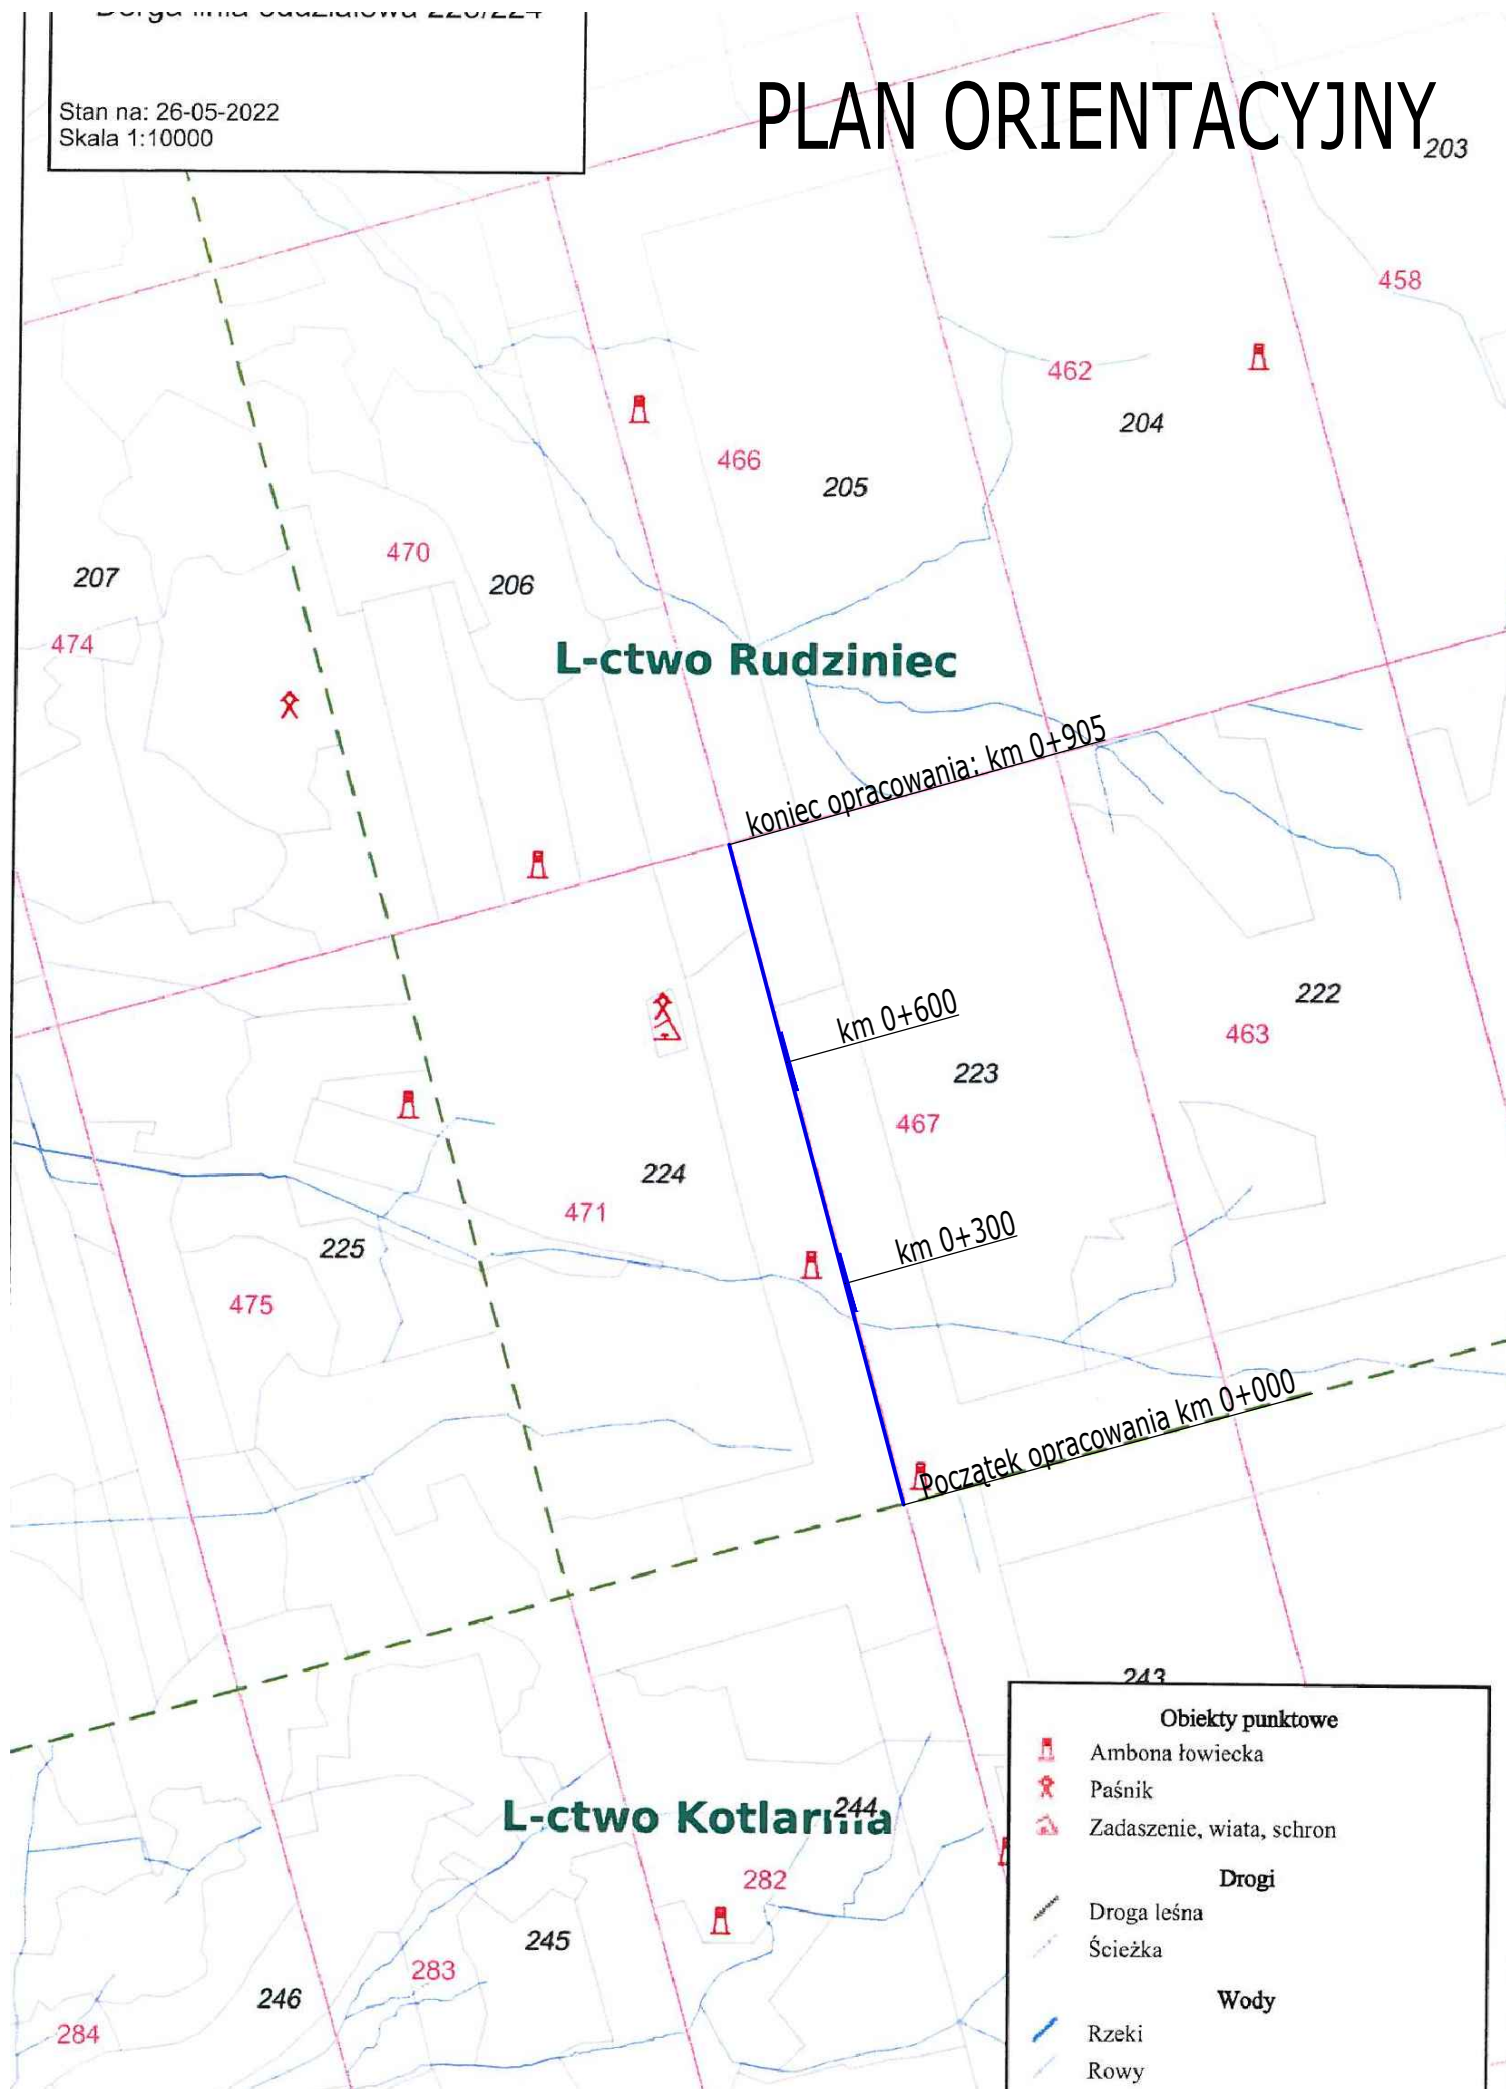 Stan na: 26-05-2022
Skala 1:10000
PLAN ORIENTACYJNY
203
458
462
204
466
205
470
206
207
474
L-ctwo Rudziniec
koniec opracowania: km 0+905
222
463
km 0+600
223
467
224
471
km 0+300
225
475
Początek opracowania km 0+000
243
L-ctwo Kotlarnia
244
282
245
283
246
284
Obiekty punktowe
Ambona łowiecka
Paśnik
Zadaszenie, wiata, schron
Drogi
Droga leśna
Ścieżka
Wody
Rzeki
Rowy